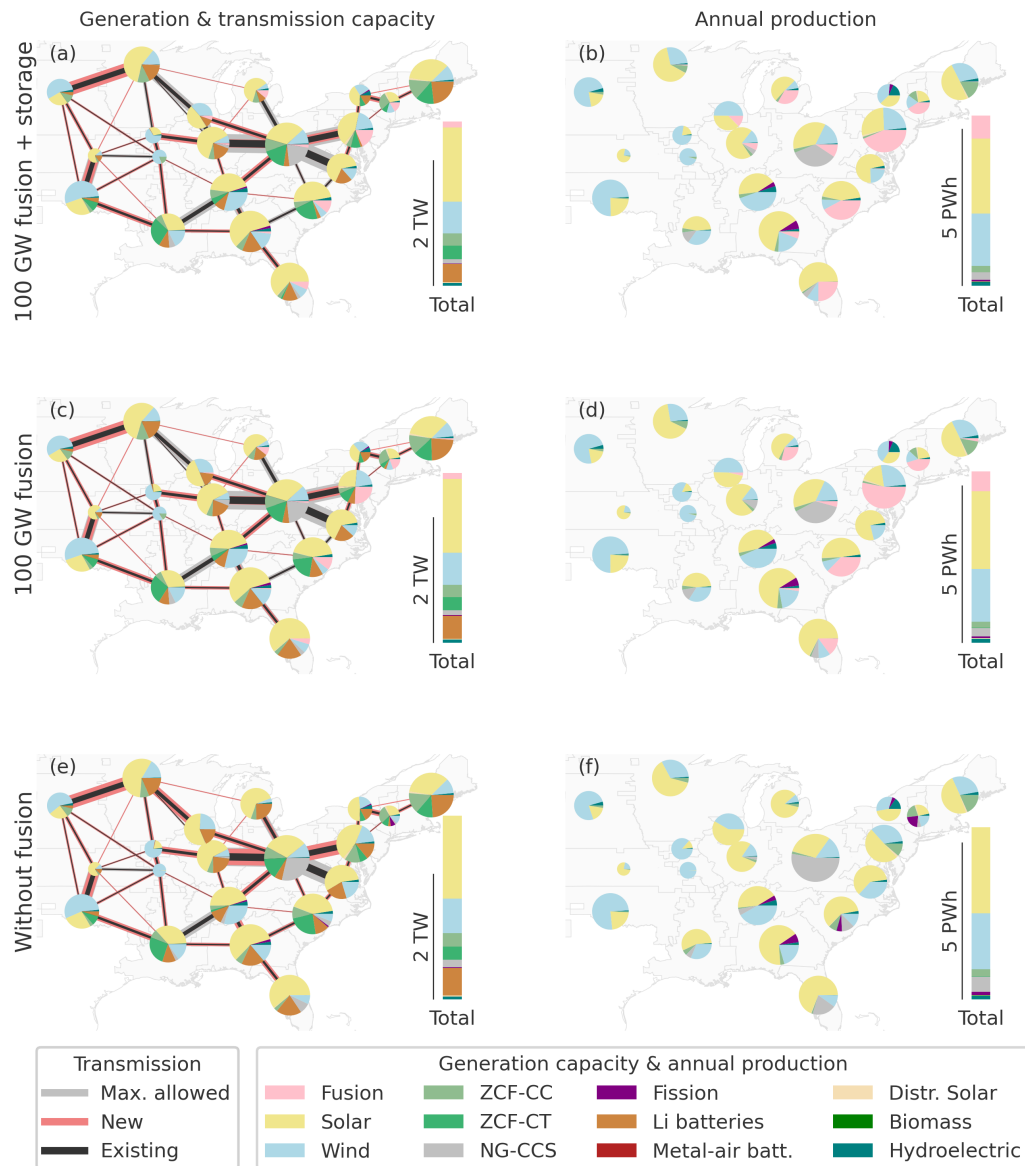 Generation & transmission capacity
Annual production
100 GW fusion + storage
(a)
2 TW
Total
(b)
5 PWh
Total
100 GW fusion
(c)
2 TW
Total
(d)
5 PWh
Total
Without fusion
(e)
2 TW
Total
(f)
5 PWh
Total
Transmission
Max. allowed
New
Existing
Generation capacity & annual production
Fusion
Solar
Wind
ZCF-CC
ZCF-CT
NG-CCS
Fission
Li batteries
Metal-air batt.
Distr. Solar
Biomass
Hydroelectric